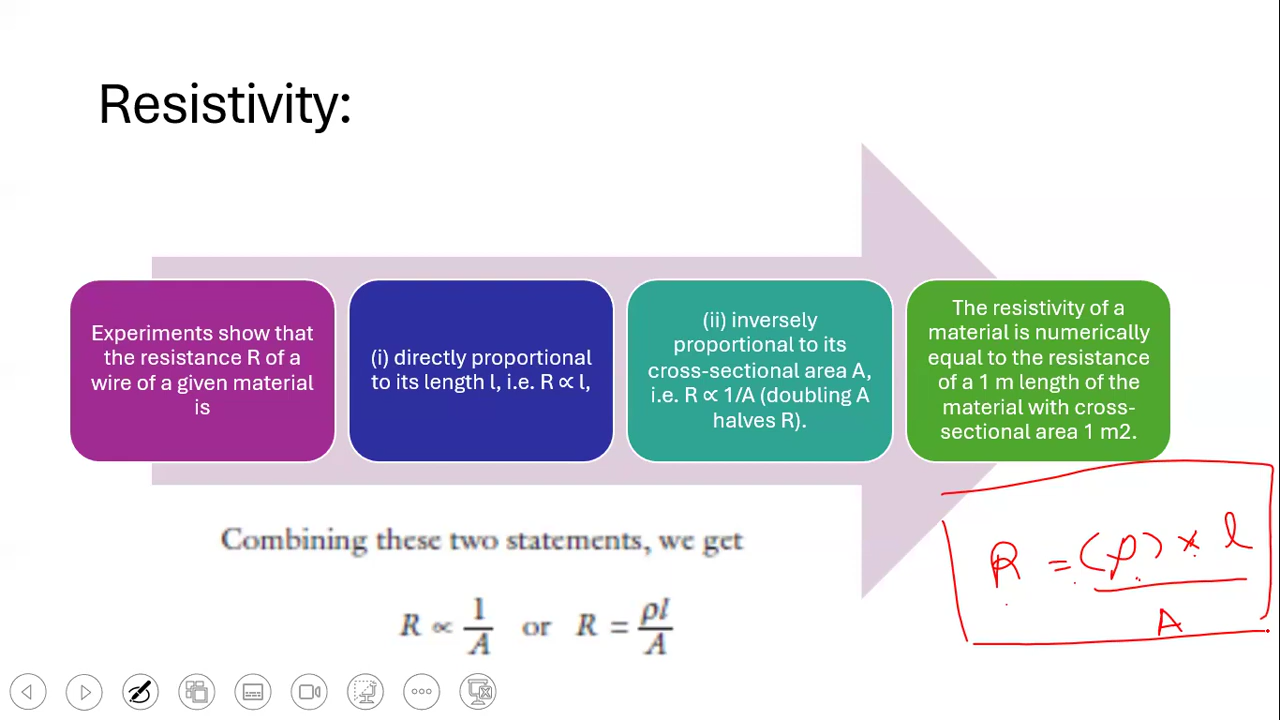 Resistivity:
Experiments show that
the resistance R of a
wire of a given material
is
(i) directly proportional
to its length l, i.e. R ∝ l,
(ii) inversely
proportional to its
cross-sectional area A,
i.e. R ∝ 1/A (doubling A
halves R).
The resistivity of a
material is numerically
equal to the resistance
of a 1 m length of the
material with cross-
sectional area 1 m2.
Combining these two statements, we get
R ∝ 1/A or R = ρl/A
R = (ρ) × l
A